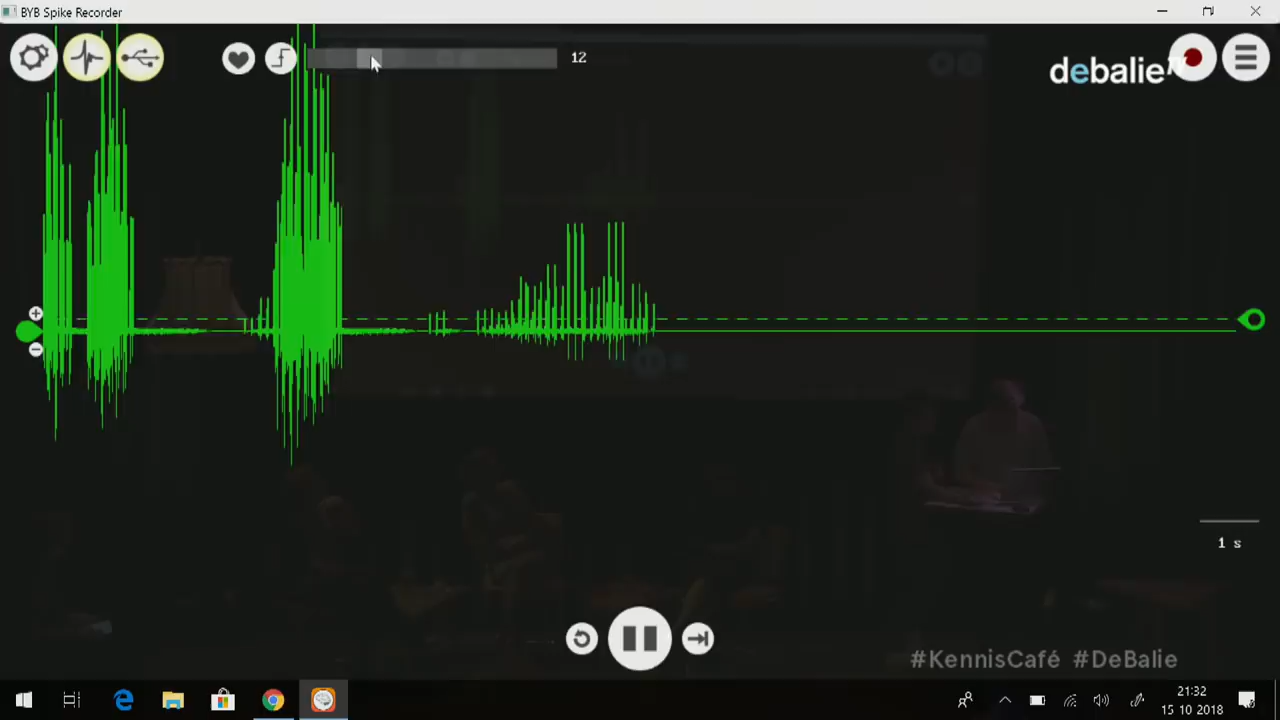 BYB Spike Recorder
12
debalie
1 s
#KennisCafé #DeBalie
21:32
15 10 2018